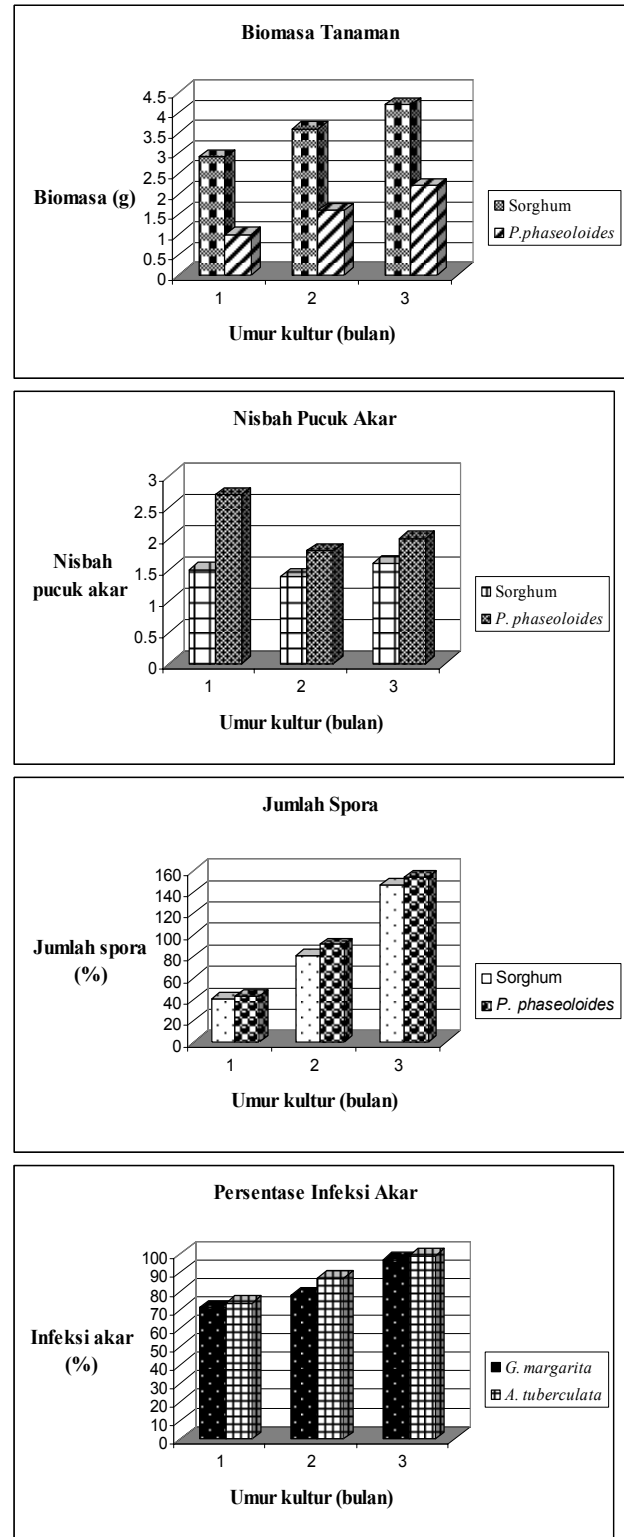 Biomasa Tanaman
4.5
4
3.5
3
2.5
2
1.5
1
0.5
0
Biomasa (g)
1 2 3
Umur kultur (bulan)
Sorghum
P.phaseoloides
Nisbah Pucuk Akar
3
2.5
2
1.5
1
0.5
0
Nisbah
pucuk akar
1 2 3
Umur kultur (bulan)
Sorghum
P. phaseoloides
Jumlah Spora
160
140
120
100
80
60
40
20
0
Jumlah spora
(%)
1 2 3
Umur kultur (bulan)
Sorghum
P. phaseoloides
Persentase Infeksi Akar
100
90
80
70
60
50
40
30
20
10
0
Infeksi akar
(%)
1 2 3
Umur kultur (bulan)
G. margarita
A. tuberculata